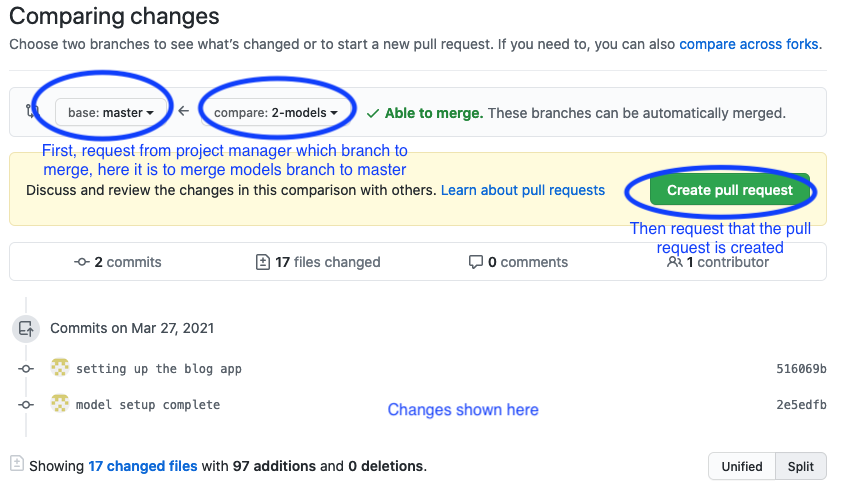 Comparing changes
Choose two branches to see what's changed or to start a new pull request. If you need to, you can also compare across forks.
base: master compare: 2-models Able to merge. These branches can be automatically merged.
First, request from project manager which branch to
merge, here it is to merge models branch to master
Discuss and review the changes in this comparison with others. Learn about pull requests Create pull request
Then request that the pull
request is created
2 commits 17 files changed 0 comments 1 contributor
Commits on Mar 27, 2021
setting up the blog app 516069b
model setup complete 2e5edfb
Changes shown here
Showing 17 changed files with 97 additions and 0 deletions. Unified Split